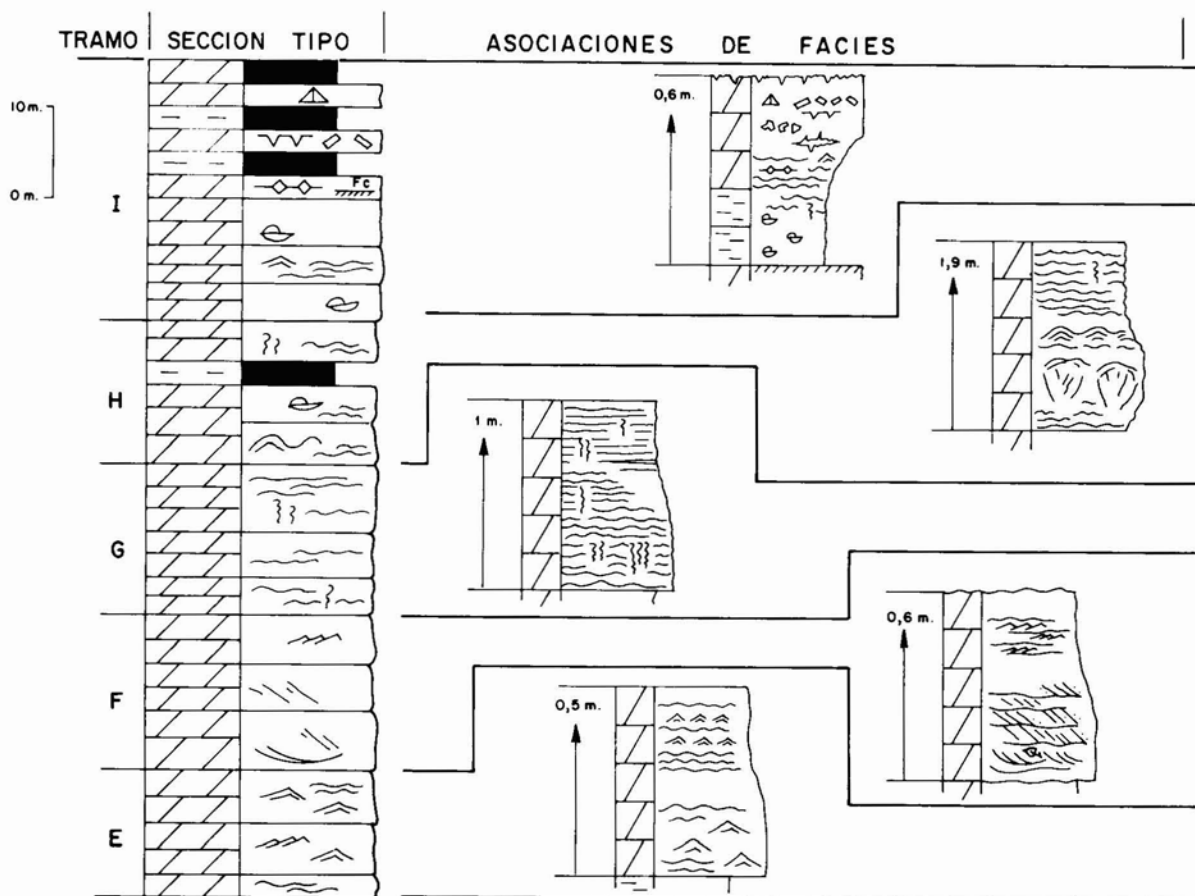 TRAMO SECCION TIPO ASOCIACIONES DE FACIES
10 m.
0 m.
I
Fc
0,6 m.
1,9 m.
H
1 m.
G
0,6 m.
F
0,5 m.
E